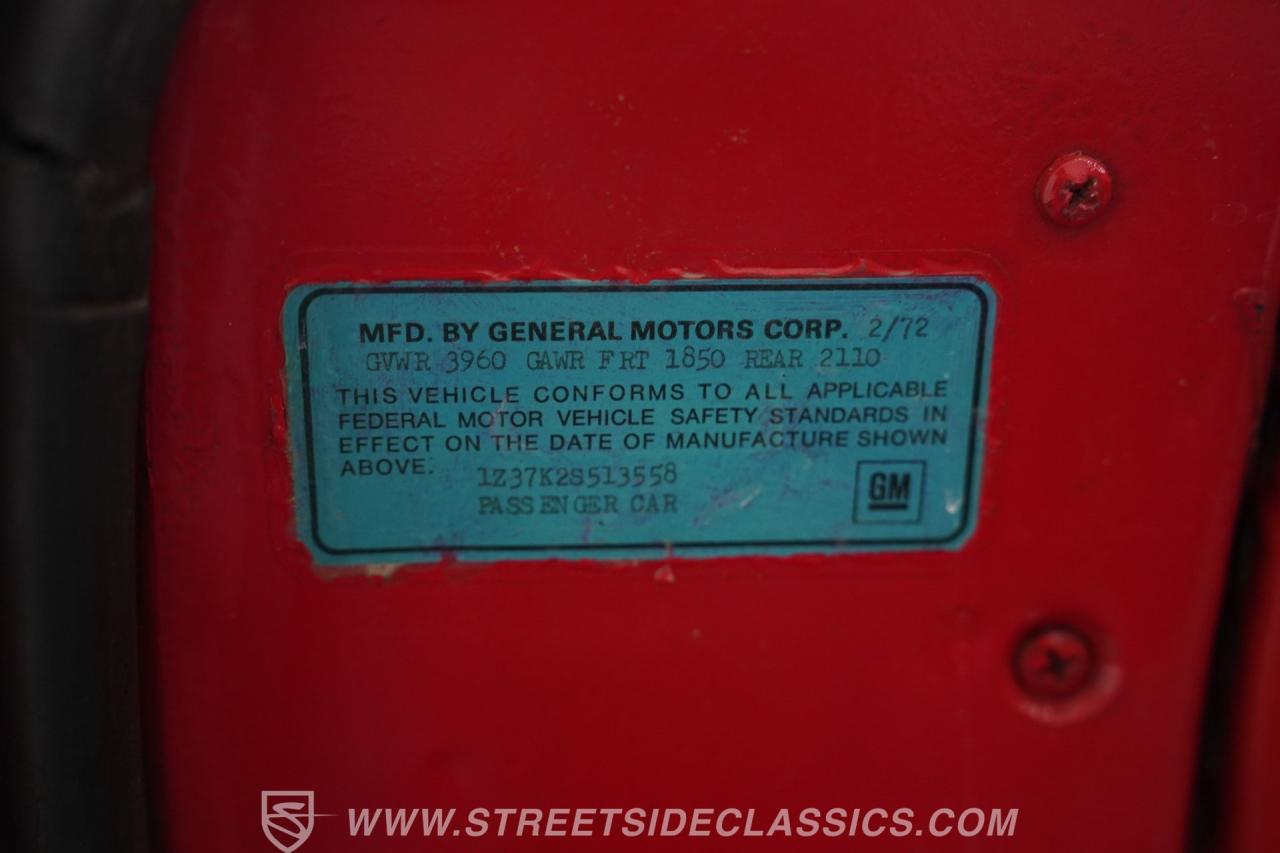 MFD. BY GENERAL MOTORS CORP. 2/72
GVWR 3960 GAWR FRT 1850 REAR 2110
THIS VEHICLE CONFORMS TO ALL APPLICABLE
FEDERAL MOTOR VEHICLE SAFETY STANDARDS IN
EFFECT ON THE DATE OF MANUFACTURE SHOWN
ABOVE.
1Z37K2S513558
PASSENGER CAR
GM
WWW.STREETSIDECLASSICS.COM